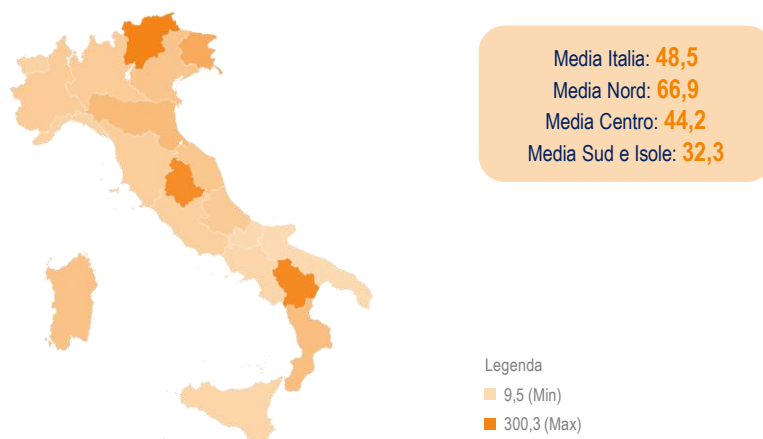 Media Italia: 48,5
Media Nord: 66,9
Media Centro: 44,2
Media Sud e Isole: 32,3
Legenda
9,5 (Min)
300,3 (Max)